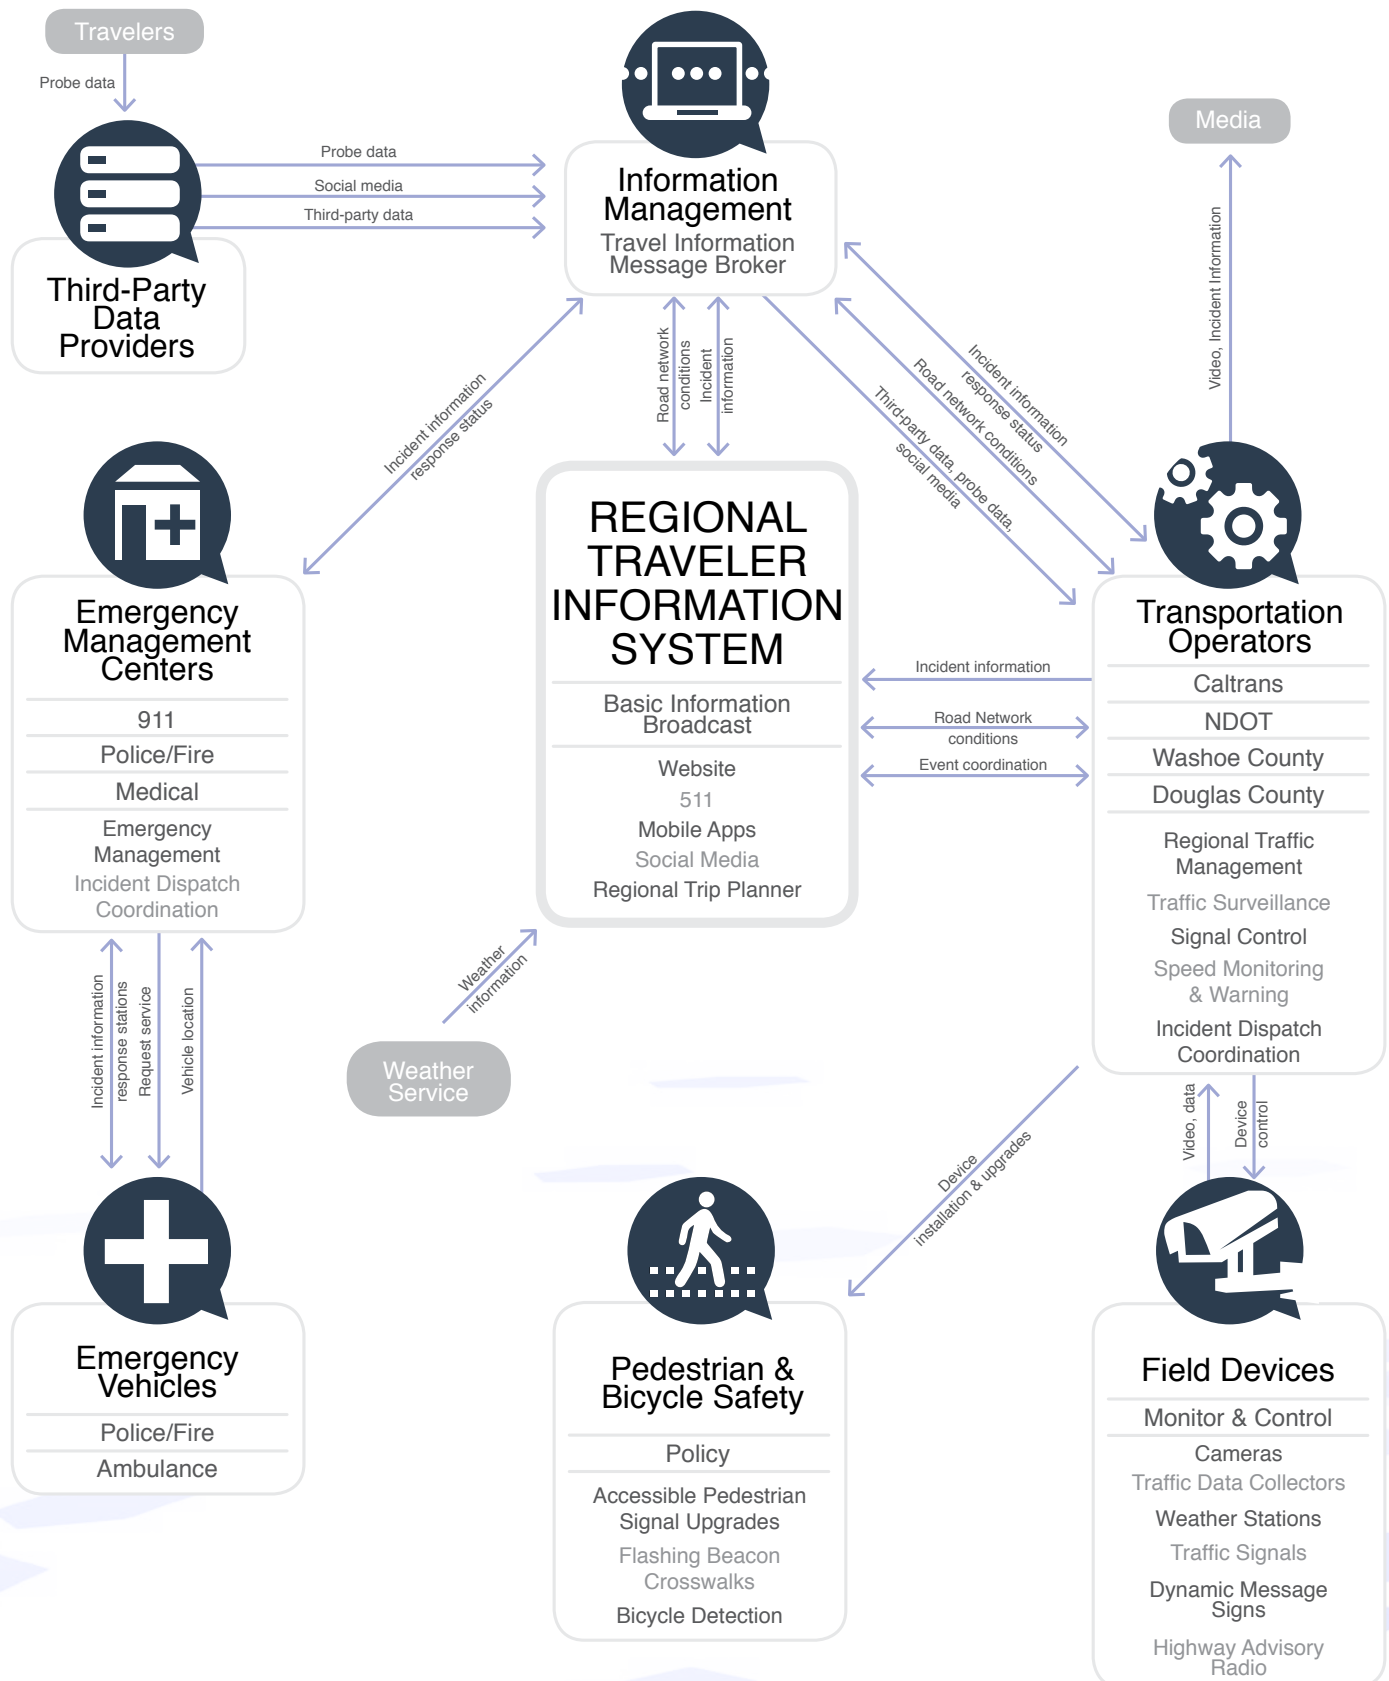 Travelers
Probe data
Third-Party
Data
Providers
Probe data
Social media
Third-party data
Information
Management
Travel Information
Message Broker
Media
Video, Incident Information
Incident information
response status
Road network
conditions
Incident
information
Third-party data, probe data,
social media
Road network conditions
Incident information
response status
Emergency
Management
Centers
911
Police/Fire
Medical
Emergency
Management
Incident Dispatch
Coordination
REGIONAL
TRAVELER
INFORMATION
SYSTEM
Basic Information
Broadcast
Website
511
Mobile Apps
Social Media
Regional Trip Planner
Incident information
Road Network
conditions
Event coordination
Transportation
Operators
Caltrans
NDOT
Washoe County
Douglas County
Regional Traffic
Management
Traffic Surveillance
Signal Control
Speed Monitoring
& Warning
Incident Dispatch
Coordination
Incident information
response stations
Request service
Vehicle location
Weather
information
Weather
Service
Device
installation & upgrades
Video, data
Device
control
Emergency
Vehicles
Police/Fire
Ambulance
Pedestrian &
Bicycle Safety
Policy
Accessible Pedestrian
Signal Upgrades
Flashing Beacon
Crosswalks
Bicycle Detection
Field Devices
Monitor & Control
Cameras
Traffic Data Collectors
Weather Stations
Traffic Signals
Dynamic Message
Signs
Highway Advisory
Radio